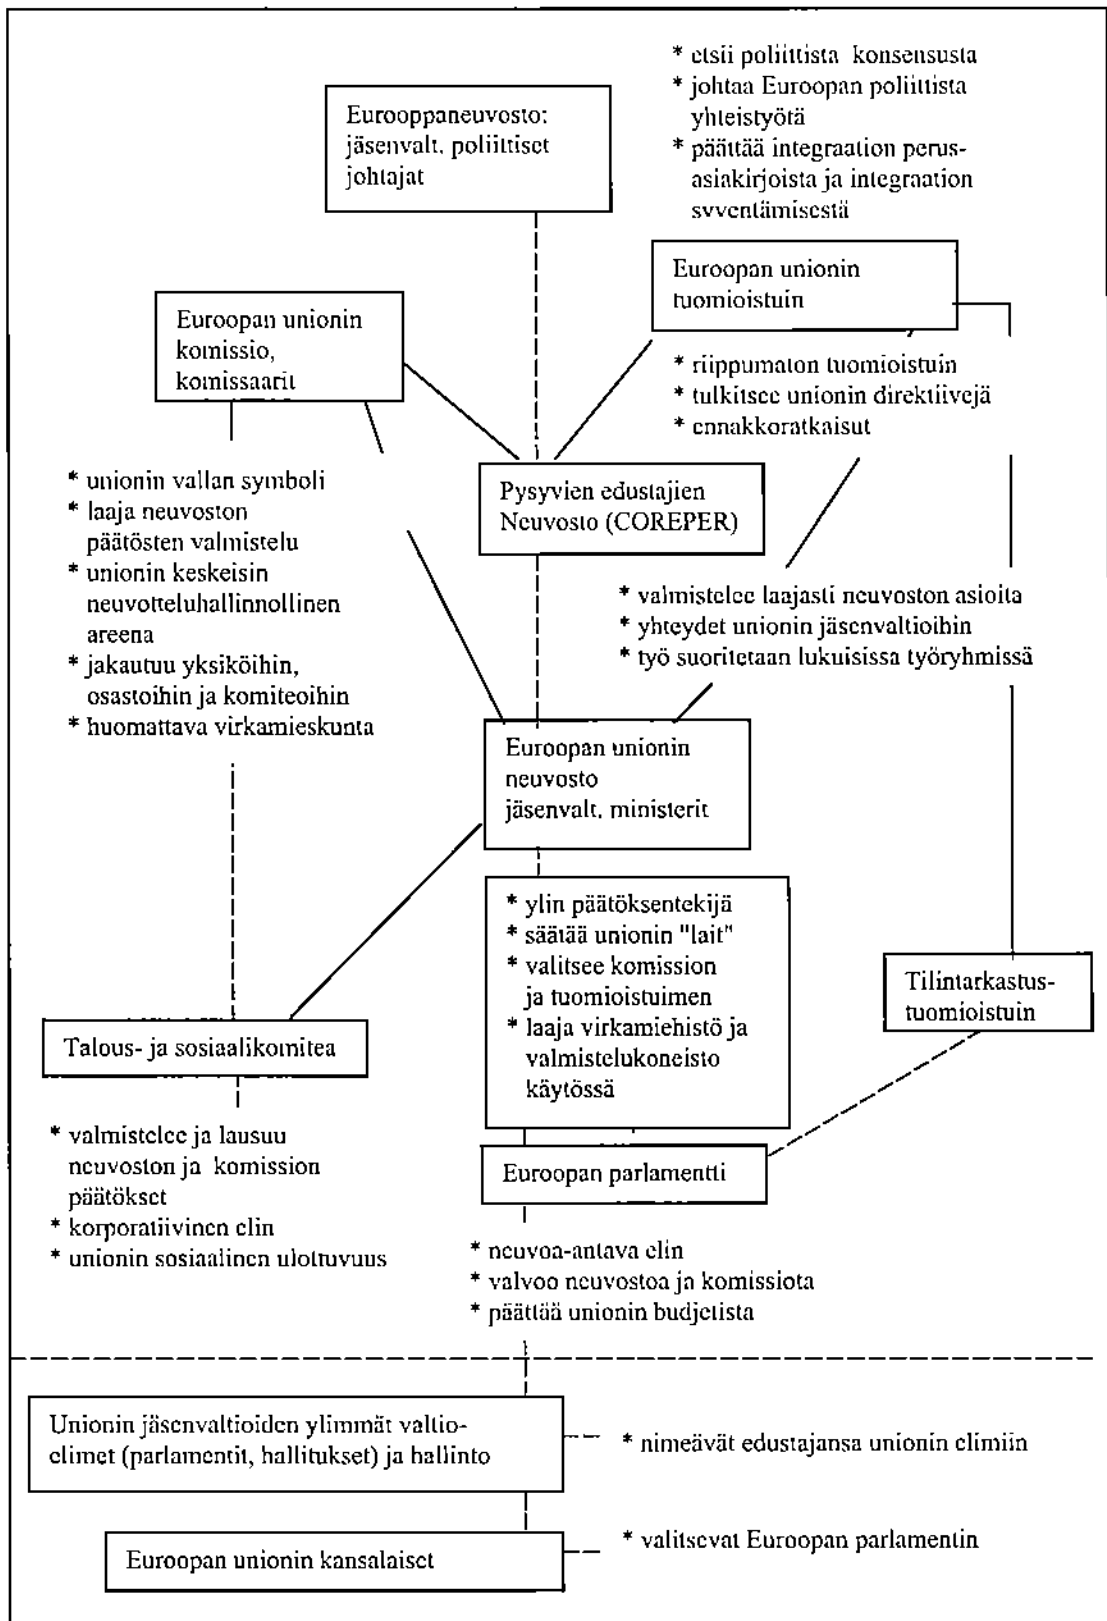 * etsii poliittista konsensusta
* johtaa Euroopan poliittista
yhteistyötä
* päättää integraation perus-
asiakirjoista ja integraation
svventämisestä
Eurooppaneuvosto:
jäsenvalt. poliittiset
johtajat
Euroopan unionin
tuomioistuin
Euroopan unionin
komissio,
komissaarit
* riippumaton tuomioistuin
* tulkitsee unionin direktiivejä
* ennakkoratkaisut
* unionin vallan symboli
* laaja neuvoston
päätösten valmistelu
* unionin keskeisin
neuvotteluhallinnollinen
areena
* jakautuu yksiköihin,
osastoihin ja komiteoihin
* huomattava virkamieskunta
Pysyvien edustajien
Neuvosto (COREPER)
* valmistelee laajasti neuvoston asioita
* yhteydet unionin jäsenvaltioihin
* työ suoritetaan lukuisissa työryhmissä
Euroopan unionin
neuvosto
jäsenvalt. ministerit
* ylin päätöksentekijä
* säätää unionin "lait"
* valitsee komission
ja tuomioistuimen
* laaja virkamiehistö ja
valmistelukoneisto
käytössä
Tilintarkastus-
tuomioistuin
Talous- ja sosiaalikomitea
* valmistelee ja lausuu
neuvoston ja komission
päätökset
* korporatiivinen elin
* unionin sosiaalinen ulottuvuus
Euroopan parlamentti
* neuvoa-antava elin
* valvoo neuvostoa ja komissiota
* päättää unionin budjetista
Unionin jäsenvaltioiden ylimmät valtio-
elimet (parlamentit, hallitukset) ja hallinto
* nimeävät edustajansa unionin elimiin
Euroopan unionin kansalaiset
* valitsevat Euroopan parlamentin